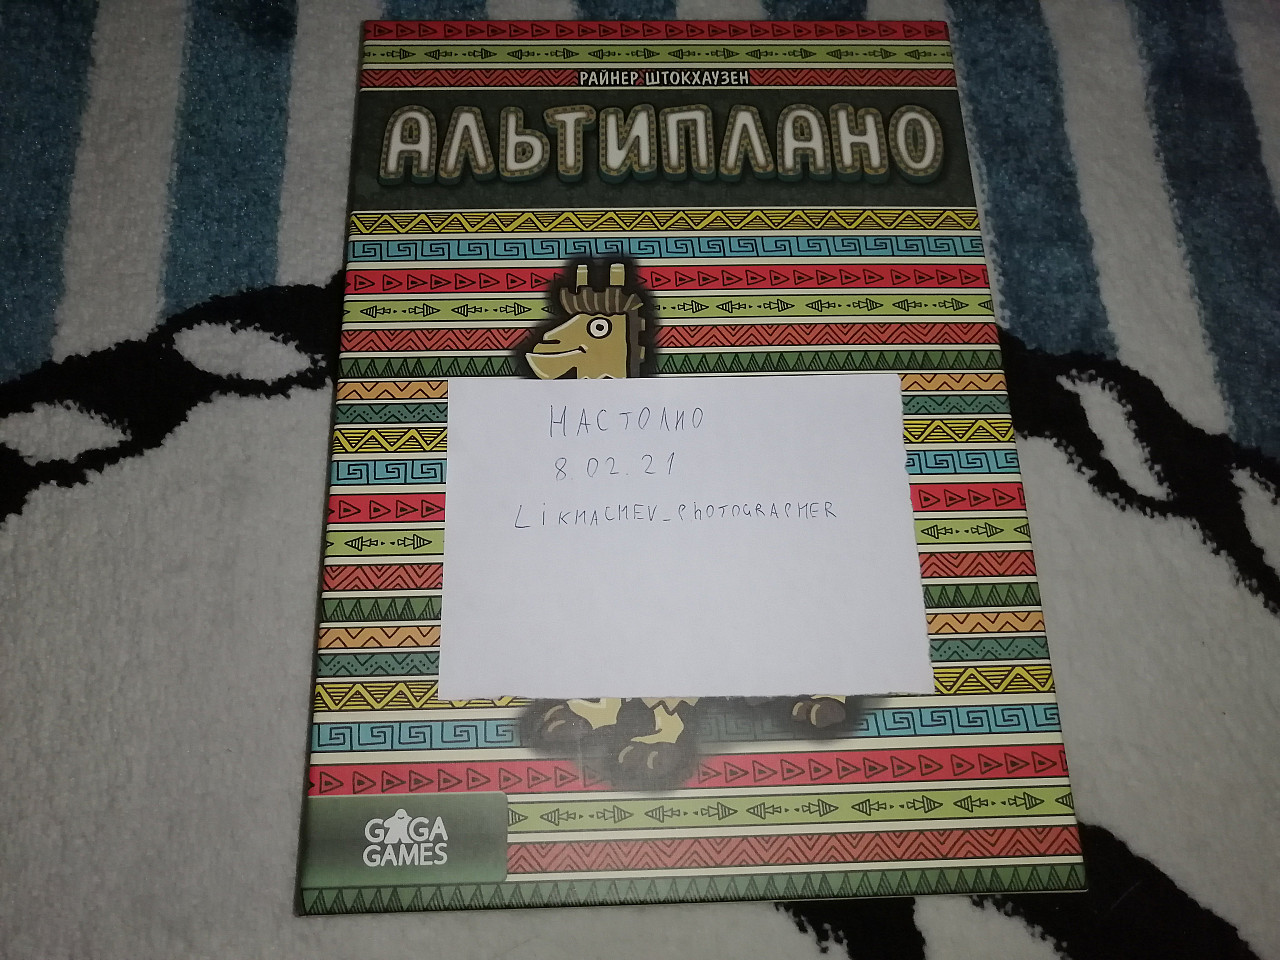 РАЙНЕР ШТОКХАУЗЕН
АЛЬТИПЛАНО
НАСТОЛИО
8.02.21
LiKHACHEV_PhOTOGRAPHER
GAGA
GAMES